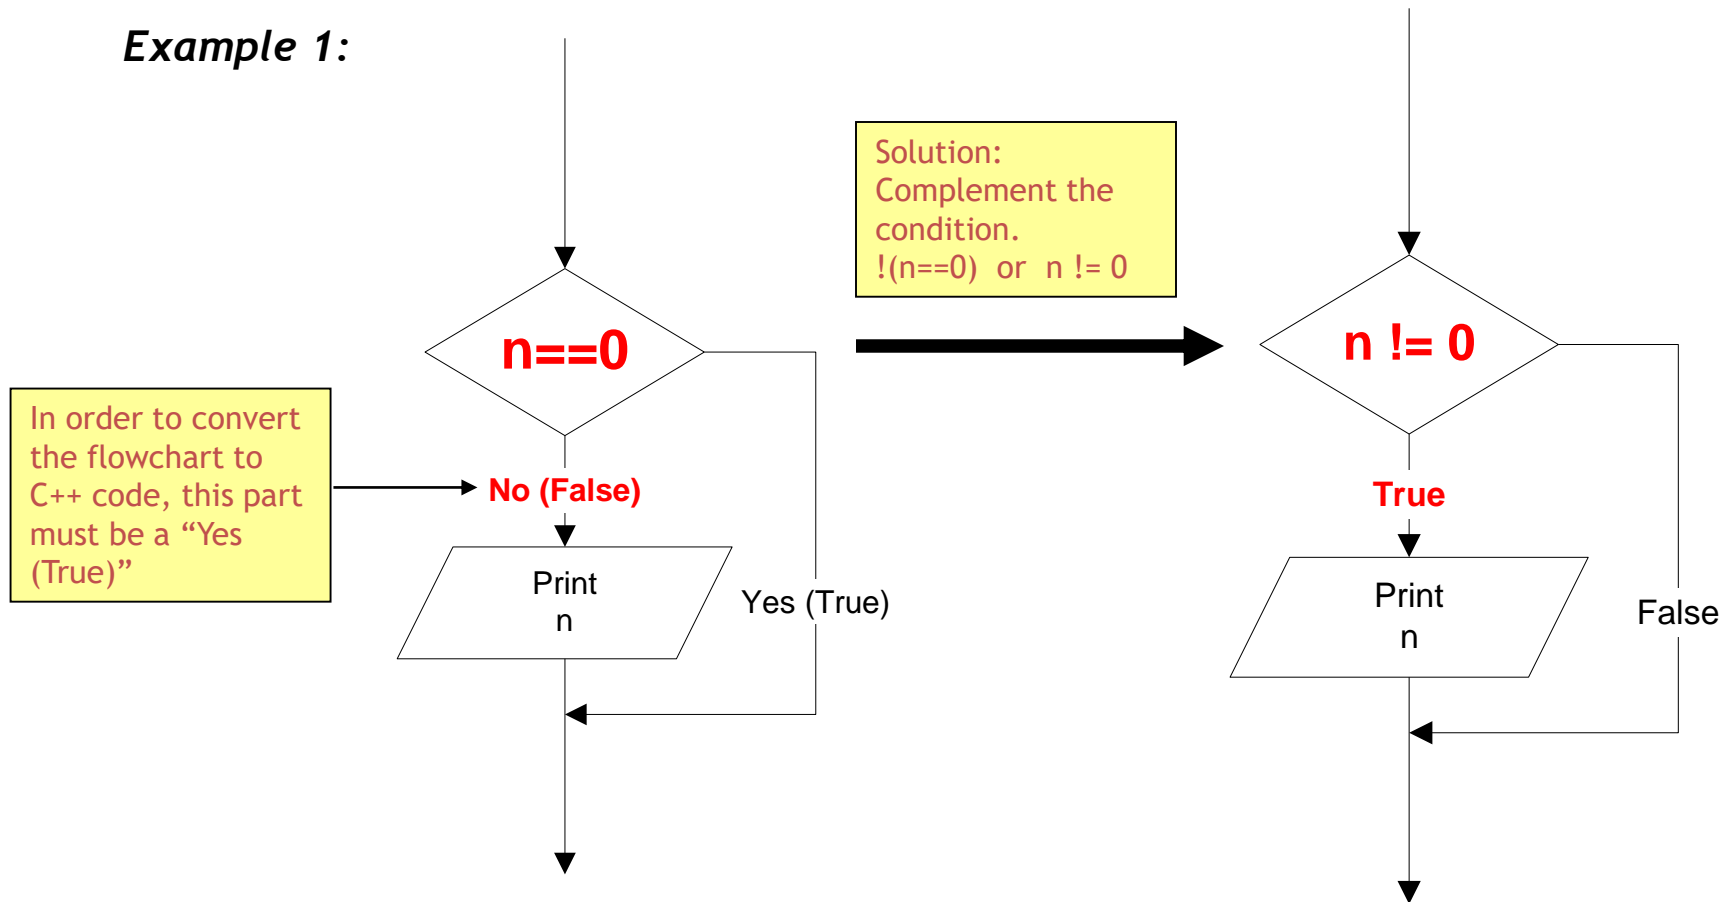 Example 1:
Solution:
Complement the
condition.
!(n==0) or n != 0
n==0
n != 0
In order to convert
the flowchart to
C++ code, this part
must be a “Yes
(True)”
No (False)
True
Print
n
Yes (True)
Print
n
False